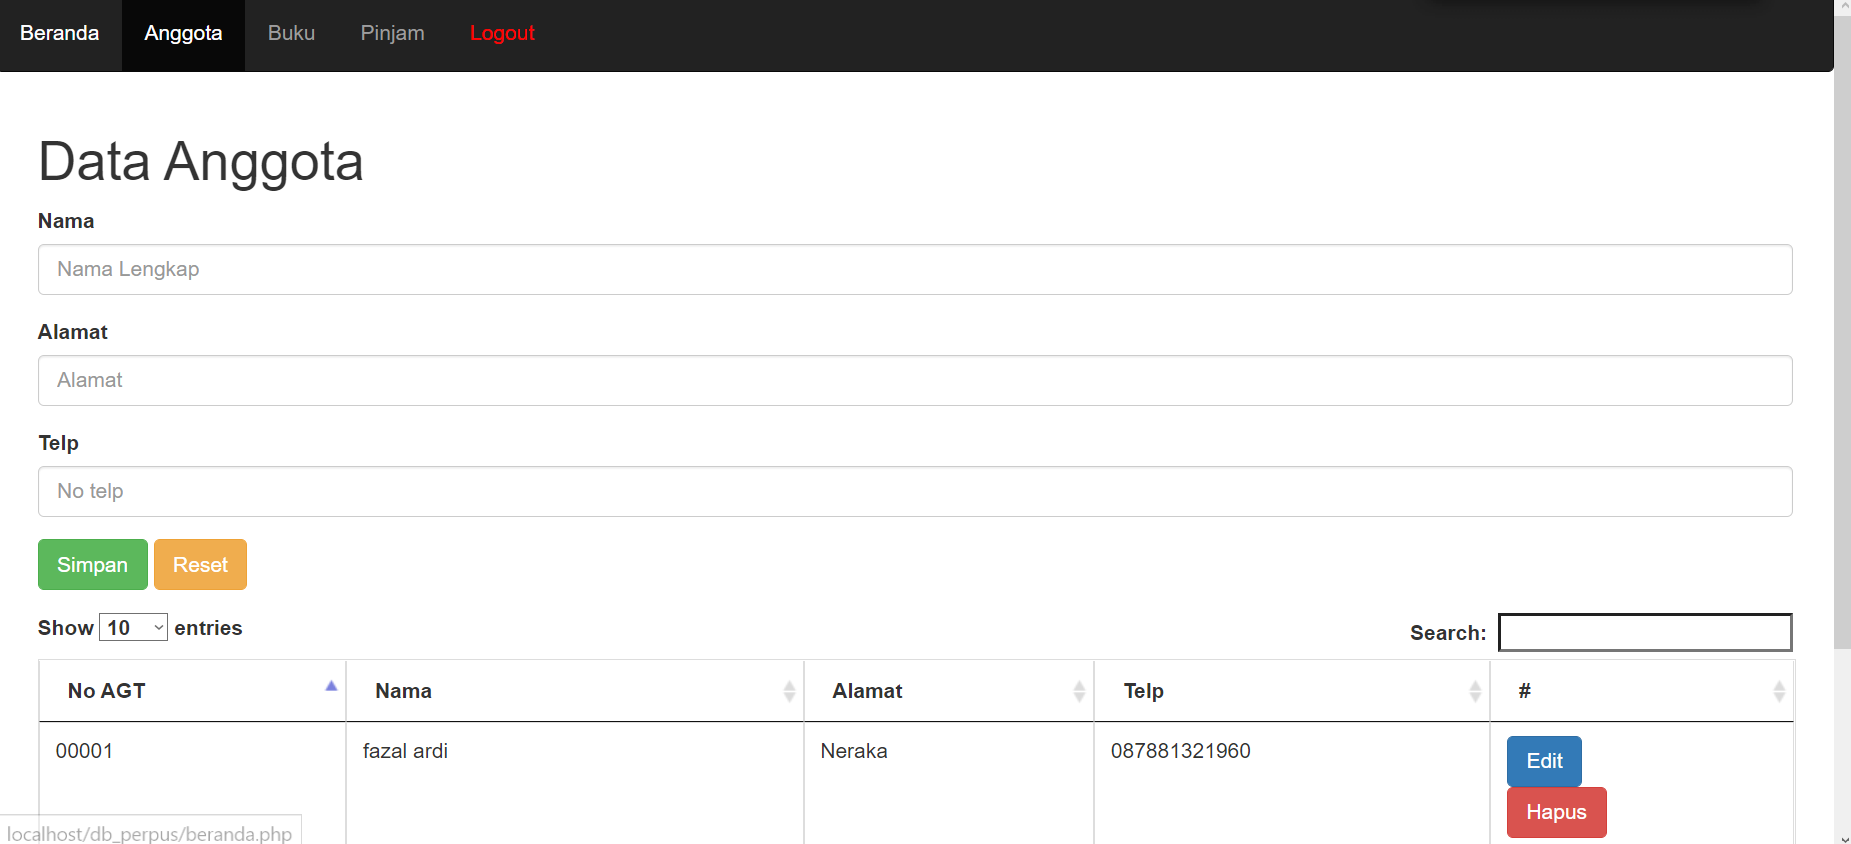 Beranda Anggota Buku Pinjam Logout
Data Anggota
Nama
Nama Lengkap
Alamat
Alamat
Telp
No telp
Simpan Reset
Show 10 entries Search:
No AGT Nama Alamat Telp #
00001 fazal ardi Neraka 087881321960 Edit
Hapus
localhost/db_perpus/beranda.php